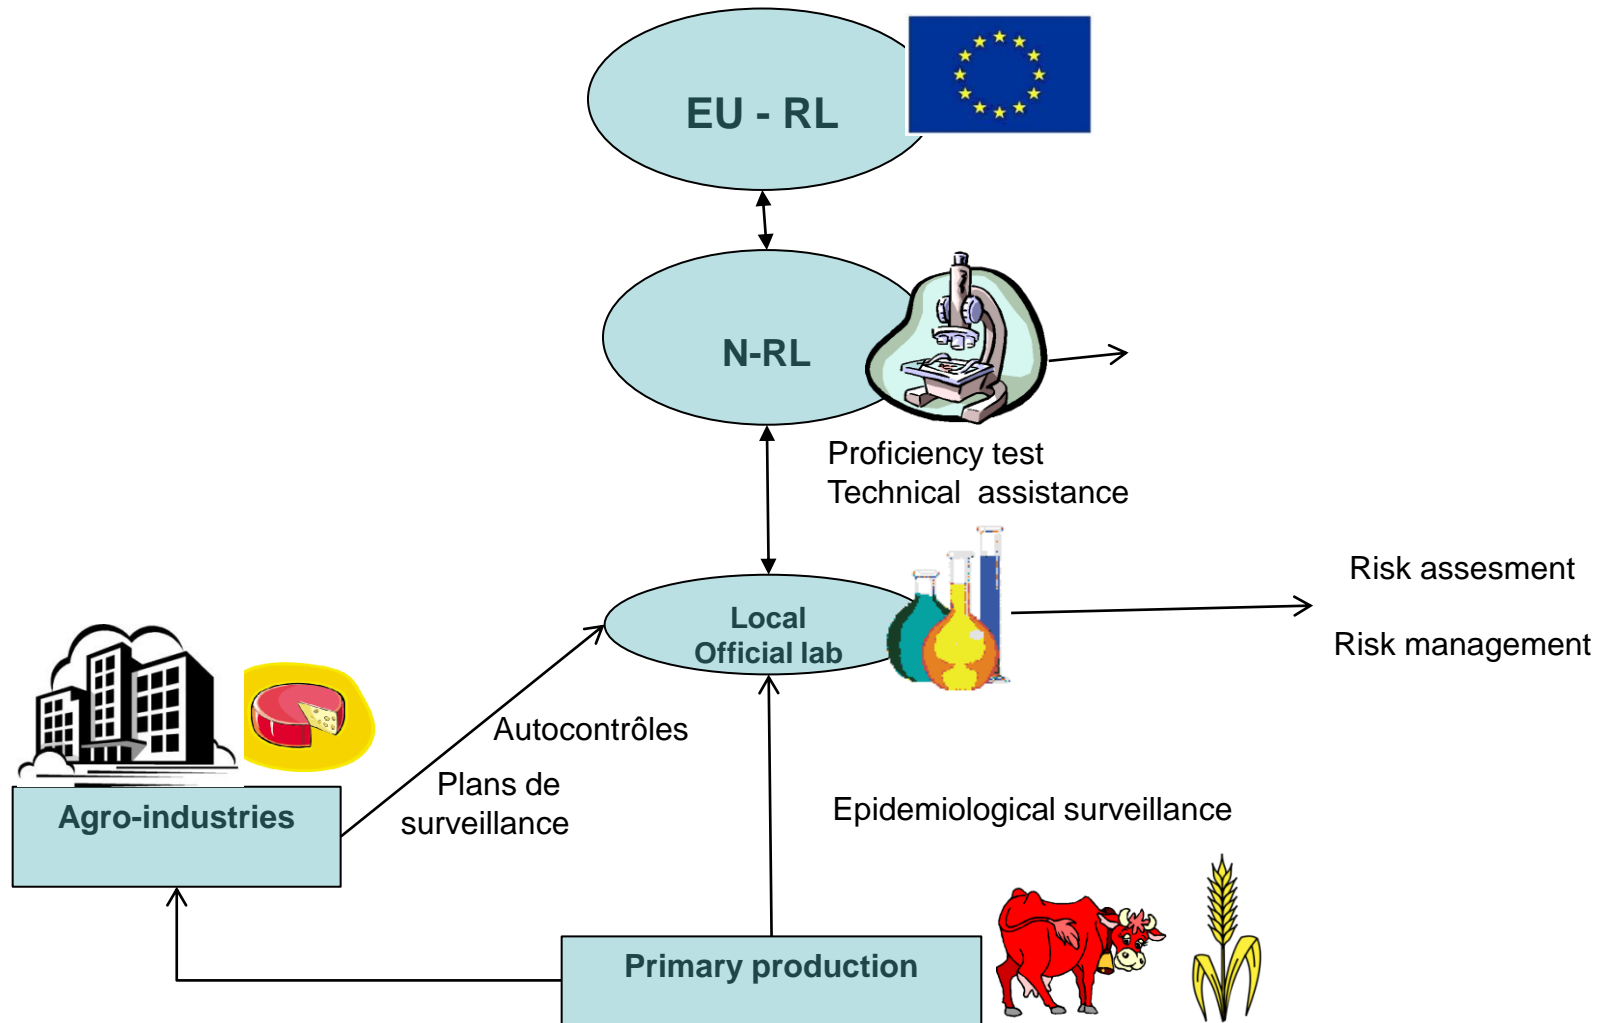 EU - RL
N-RL
Proficiency test
Technical  assistance
Local
Official lab
Risk assesment
Risk management
Autocontrôles
Plans de
surveillance
Agro-industries
Epidemiological surveillance
Primary production